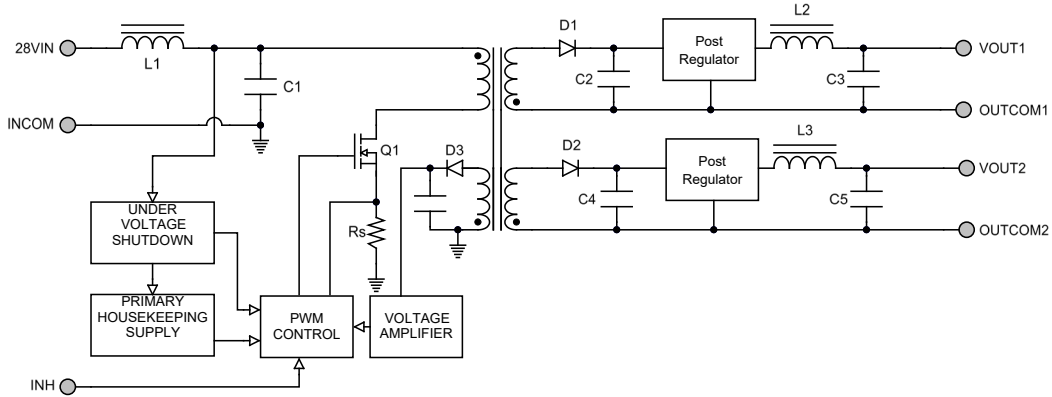 28VIN
L1
C1
INCOM
D1
C2
Post
Regulator
L2
C3
VOUT1
OUTCOM1
Q1
D3
D2
C4
Post
Regulator
L3
C5
VOUT2
OUTCOM2
Rs
UNDER
VOLTAGE
SHUTDOWN
PRIMARY
HOUSEKEEPING
SUPPLY
PWM
CONTROL
VOLTAGE
AMPLIFIER
INH